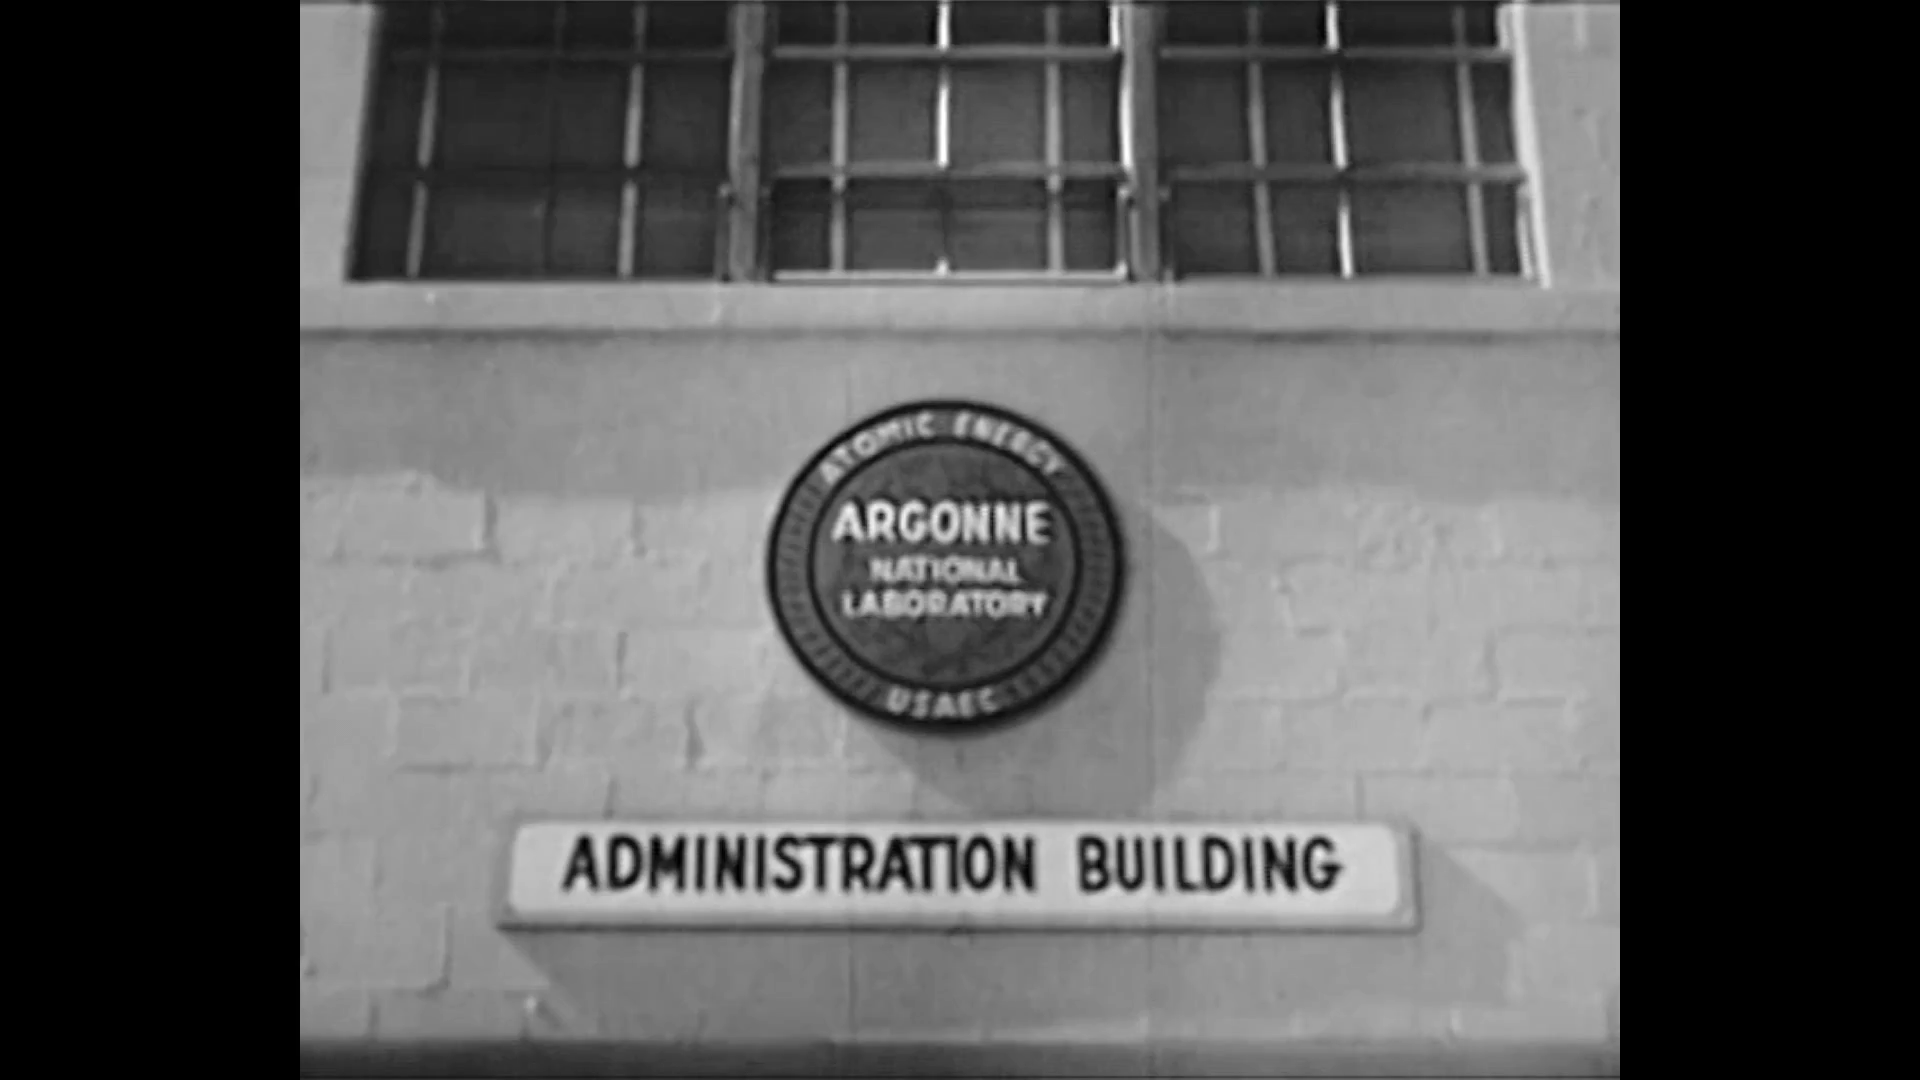 ATOMIC ENERGY
ARGONNE
NATIONAL
LABORATORY
USAEC
ADMINISTRATION BUILDING